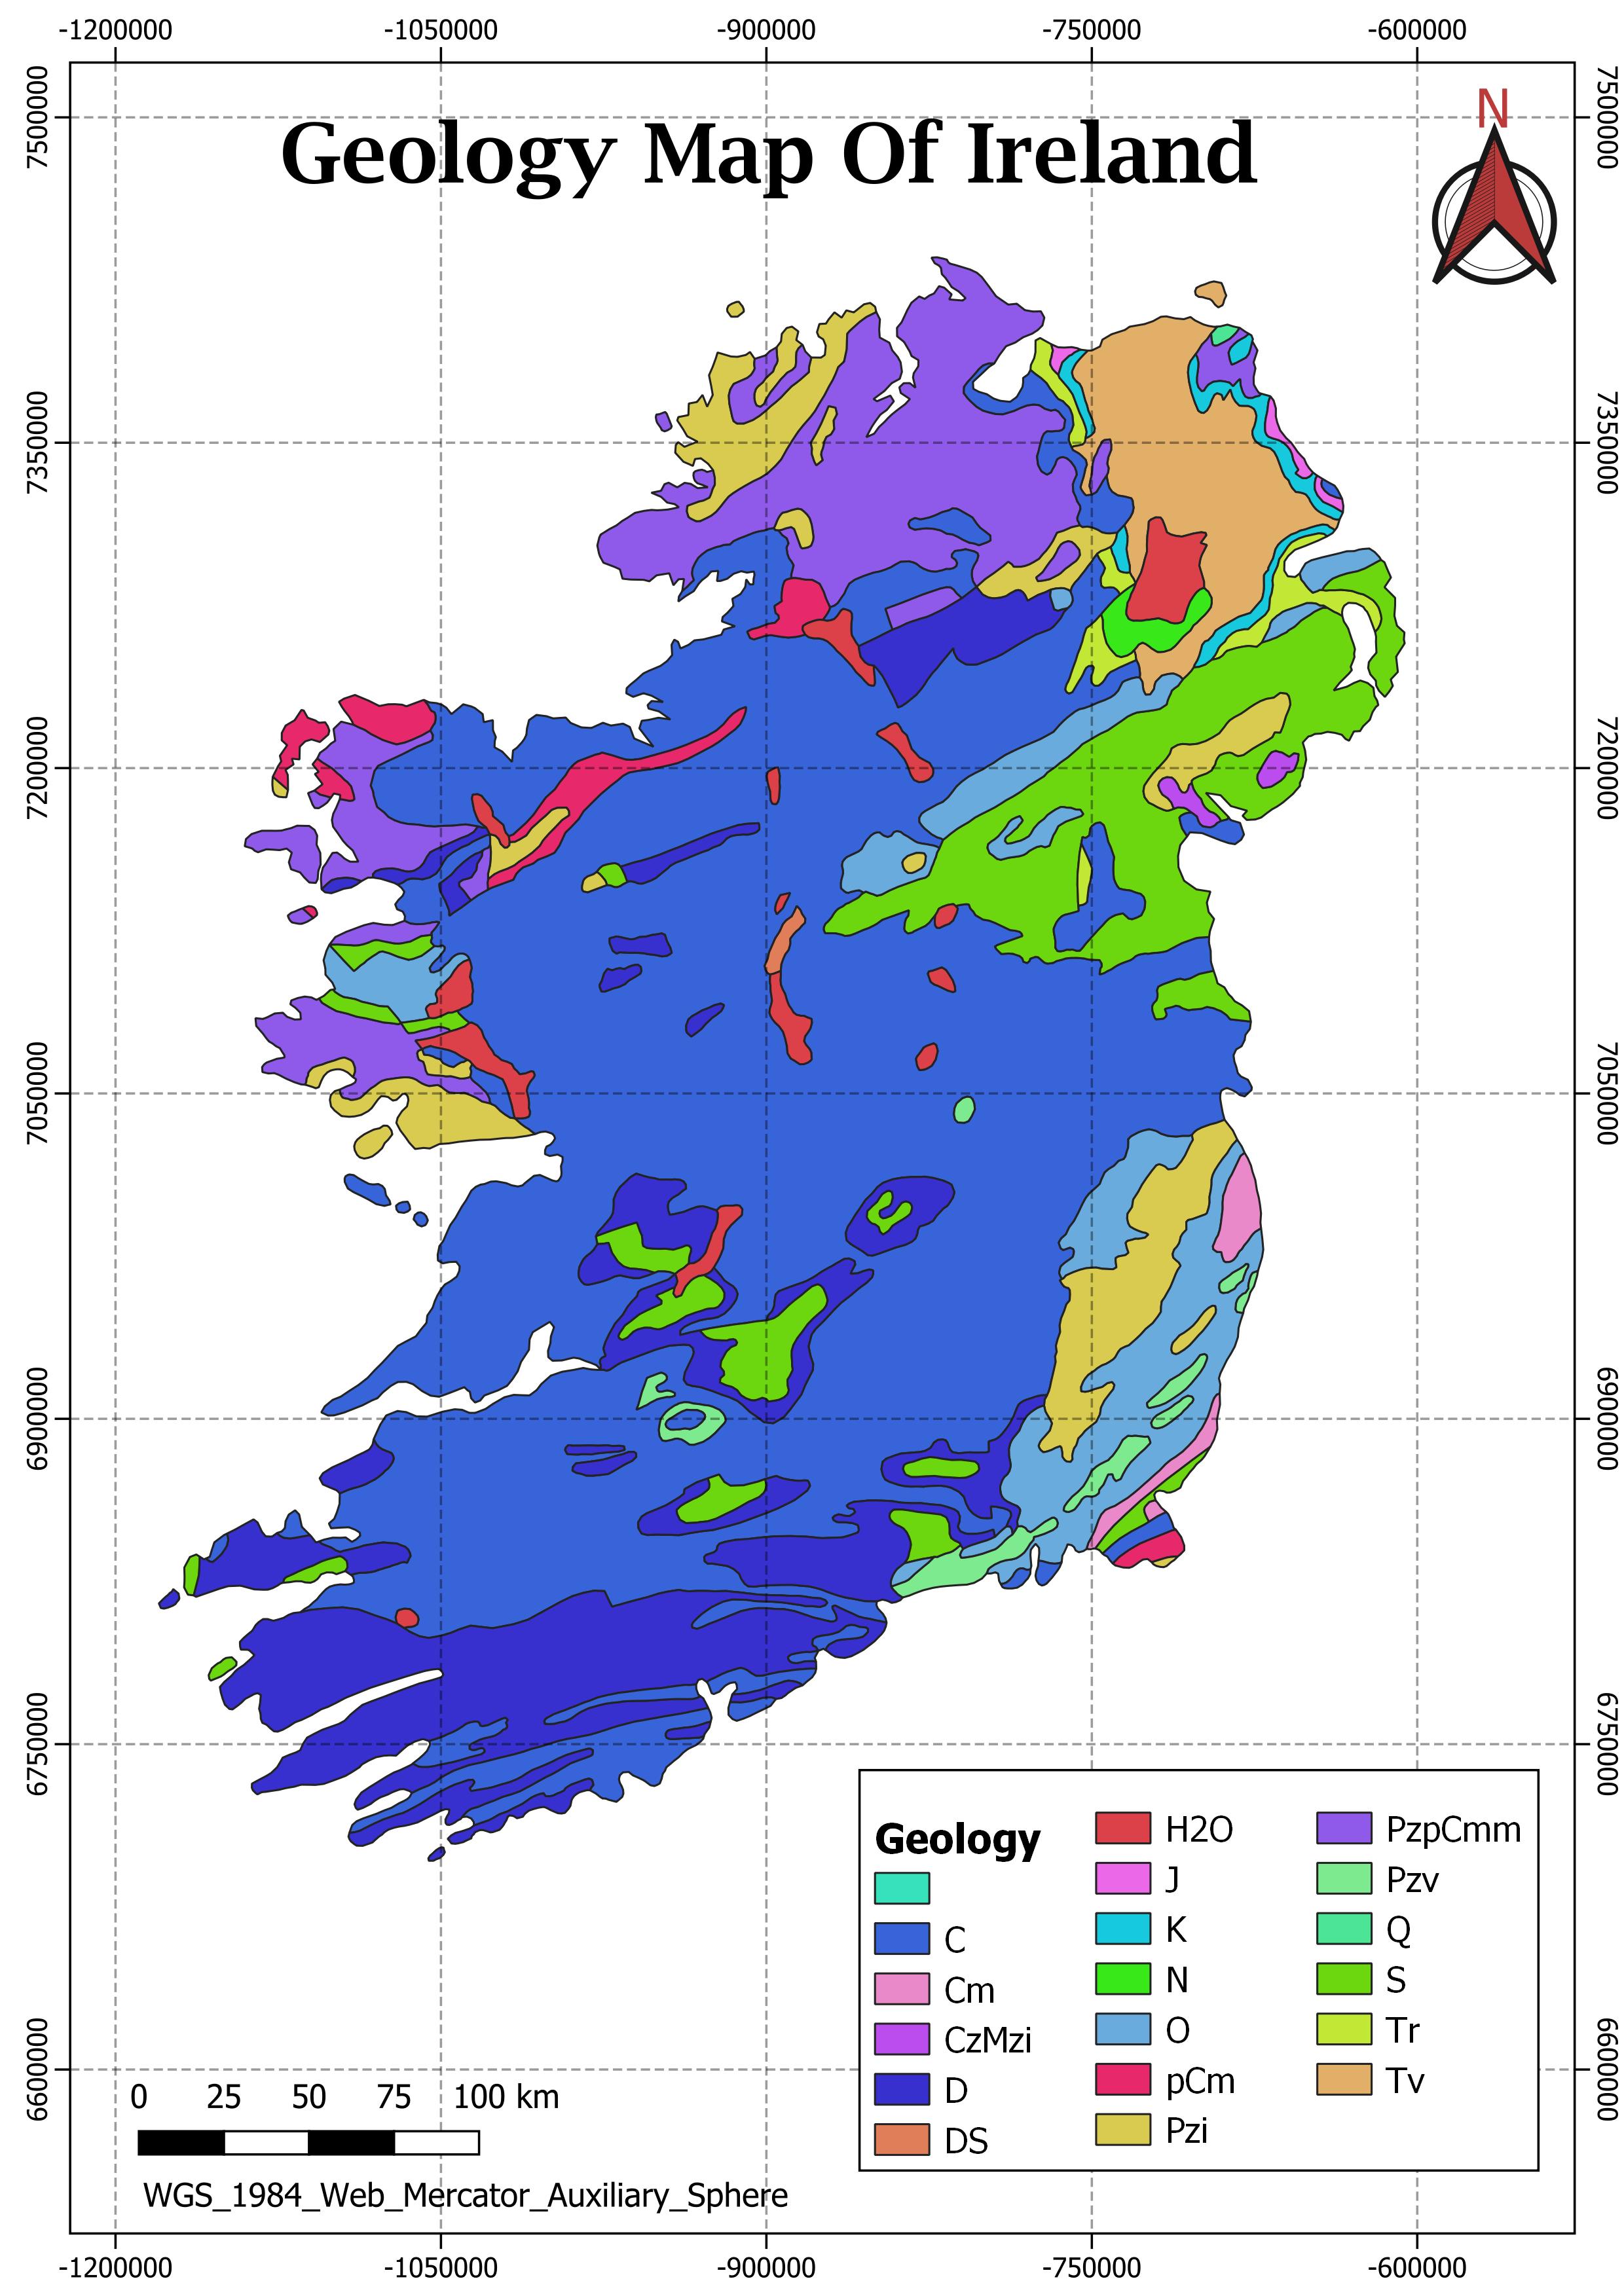 -1200000 -1050000 -900000 -750000 -600000
N
Geology Map Of Ireland
7500000 7500000
7350000 7350000
7200000 7200000
7050000 7050000
6900000 6900000
6750000 6750000
6600000 6600000
Geology
C
Cm
CzMzi
D
DS
H2O
J
K
N
O
pCm
Pzi
PzpCmm
Pzv
Q
S
Tr
Tv
0 25 50 75 100 km
WGS_1984_Web_Mercator_Auxiliary_Sphere
-1200000 -1050000 -900000 -750000 -600000